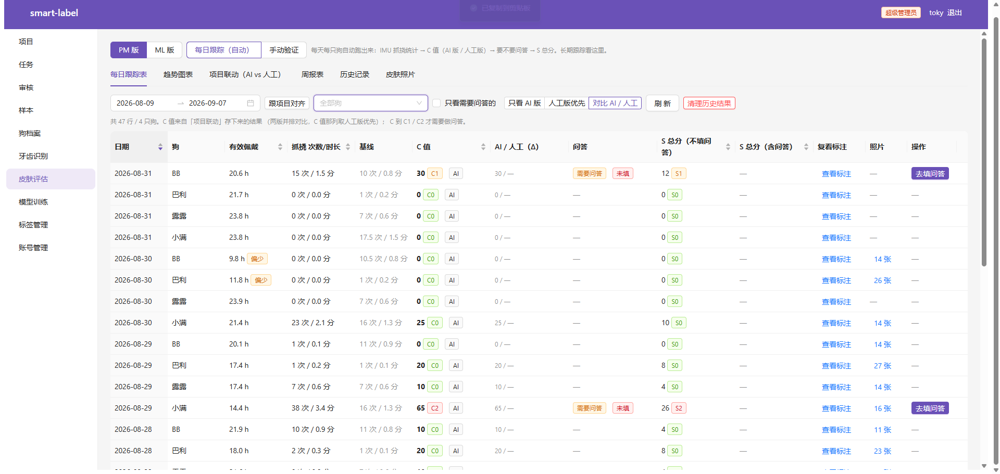 smart-label
已复制到剪贴板
超级管理员 toky 退出
项目
任务
审核
样本
狗档案
牙齿识别
皮肤评估
模型训练
标签管理
账号管理
PM 版 ML 版 每日跟踪（自动） 手动验证 每天每只狗自动跑出来：IMU 抓挠统计 → C 值（AI 版 / 人工版）→ 要不要问答 → S 总分。长期跟踪看这里。
每日跟踪表 趋势图表 项目联动（AI vs 人工） 周报表 历史记录 皮肤照片
2026-08-09 → 2026-09-07 跟项目对齐 全部狗 只看需要问答的 只看 AI 版 人工版优先 对比 AI / 人工 刷 新 清理历史结果
共 47 行 / 4 只狗。C 值来自「项目联动」存下来的结果 （两版并排对比，C 值那列取人工版优先）； C 到 C1 / C2 才需要做问答。
日期 狗 有效佩戴 抓挠 次数/时长 基线 C 值 AI / 人工（Δ） 问答 S 总分（不填问答） S 总分（含问答） 复看标注 照片 操作
2026-08-31 BB 20.6 h 15 次 / 1.5 分 10 次 / 0.8 分 30 C1 AI 30 / — 需要问答 未填 12 S1 — 查看标注 — 去填问答
2026-08-31 巴利 21.7 h 0 次 / 0.0 分 1 次 / 0.2 分 0 C0 AI 0 / — — 0 S0 — 查看标注 — —
2026-08-31 露露 23.8 h 0 次 / 0.0 分 7 次 / 0.6 分 0 C0 AI 0 / — — 0 S0 — 查看标注 — —
2026-08-31 小满 23.8 h 0 次 / 0.0 分 17.5 次 / 1.5 分 0 C0 AI 0 / — — 0 S0 — 查看标注 — —
2026-08-30 BB 9.8 h 偏少 0 次 / 0.0 分 10.5 次 / 0.8 分 0 C0 AI 0 / — — 0 S0 — 查看标注 14 张 —
2026-08-30 巴利 11.8 h 偏少 0 次 / 0.0 分 1 次 / 0.2 分 0 C0 AI 0 / — — 0 S0 — 查看标注 26 张 —
2026-08-30 露露 23.9 h 0 次 / 0.0 分 7 次 / 0.6 分 0 C0 AI 0 / — — 0 S0 — 查看标注 — —
2026-08-30 小满 21.4 h 23 次 / 2.1 分 16 次 / 1.3 分 25 C0 AI 25 / — — 10 S0 — 查看标注 14 张 —
2026-08-29 BB 20.1 h 1 次 / 0.1 分 11 次 / 0.9 分 0 C0 AI 0 / — — 0 S0 — 查看标注 14 张 —
2026-08-29 巴利 17.4 h 1 次 / 0.2 分 1 次 / 0.1 分 20 C0 AI 20 / — — 8 S0 — 查看标注 27 张 —
2026-08-29 露露 17.4 h 7 次 / 0.6 分 7 次 / 0.6 分 10 C0 AI 10 / — — 4 S0 — 查看标注 14 张 —
2026-08-29 小满 14.4 h 38 次 / 3.4 分 16 次 / 1.3 分 65 C2 AI 65 / — 需要问答 未填 26 S2 — 查看标注 16 张 去填问答
2026-08-28 BB 21.9 h 10 次 / 0.9 分 11 次 / 0.8 分 10 C0 AI 10 / — — 4 S0 — 查看标注 11 张 —
2026-08-28 巴利 18.0 h 2 次 / 0.3 分 1 次 / 0.1 分 20 C0 AI 20 / — — 8 S0 — 查看标注 23 张 —